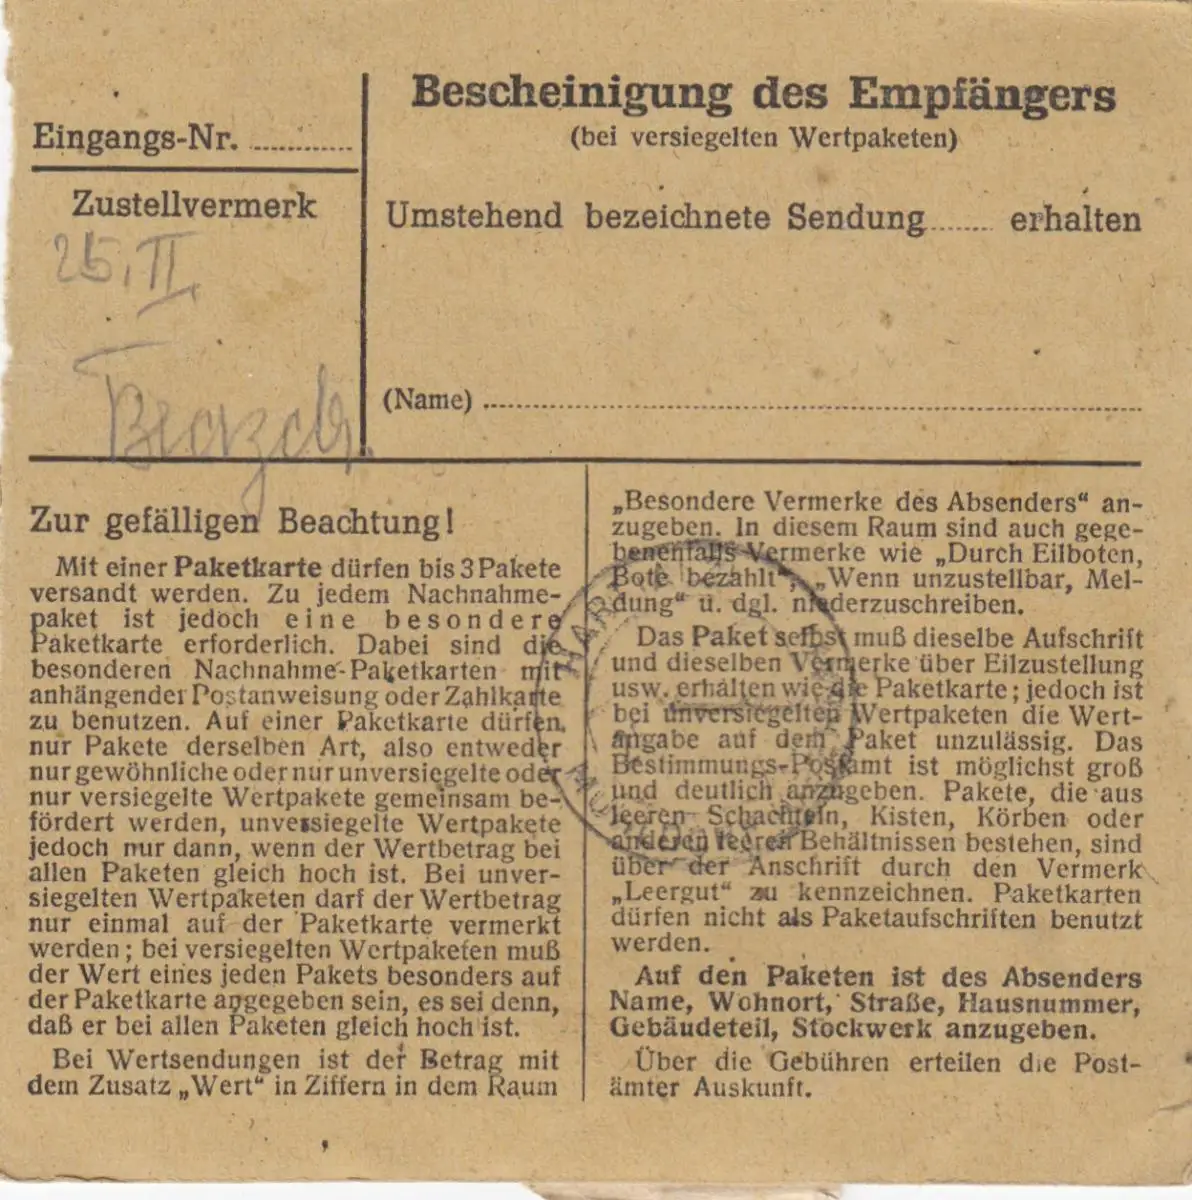 Eingangs-Nr. ............
Zustellvermerk
25. II.
Bescheinigung des Empfängers
(bei versiegelten Wertpaketen)
Umstehend bezeichnete Sendung....... erhalten
(Name) ........................................
Zur gefälligen Beachtung!
Mit einer Paketkarte dürfen bis 3 Pakete
versandt werden. Zu jedem Nachnahme-
paket ist jedoch eine besondere
Paketkarte erforderlich. Dabei sind die
besonderen Nachnahme-Paketkarten mit
anhängender Postanweisung oder Zahlkarte
zu benutzen. Auf einer Paketkarte dürfen
nur Pakete derselben Art, also entweder
nur gewöhnliche oder nur unversiegelte oder
nur versiegelte Wertpakete gemeinsam be-
fördert werden, unversiegelte Wertpakete
jedoch nur dann, wenn der Wertbetrag bei
allen Paketen gleich hoch ist. Bei unver-
siegelten Wertpaketen darf der Wertbetrag
nur einmal auf der Paketkarte vermerkt
werden; bei versiegelten Wertpaketen muß
der Wert eines jeden Pakets besonders auf
der Paketkarte angegeben sein, es sei denn,
daß er bei allen Paketen gleich hoch ist.
Bei Wertsendungen ist der Betrag mit
dem Zusatz „Wert“ in Ziffern in dem Raum
„Besondere Vermerke des Absenders“ an-
zugeben. In diesem Raum sind auch gege-
benenfalls Vermerke wie „Durch Eilboten,
Bote bezahlt“, „Wenn unzustellbar, Mel-
dung“ u. dgl. niederzuschreiben.
Das Paket selbst muß dieselbe Aufschrift
und dieselben Vermerke über Eilzustellung
usw. erhalten wie die Paketkarte; jedoch ist
bei unversiegelten Wertpaketen die Wert-
angabe auf dem Paket unzulässig. Das
Bestimmungs-Postamt ist möglichst groß
und deutlich anzugeben. Pakete, die aus
leeren Schachteln, Kisten, Körben oder
anderen leeren Behältnissen bestehen, sind
über der Anschrift durch den Vermerk
„Leergut“ zu kennzeichnen. Paketkarten
dürfen nicht als Paketaufschriften benutzt
werden.
Auf den Paketen ist des Absenders
Name, Wohnort, Straße, Hausnummer,
Gebäudeteil, Stockwerk anzugeben.
Über die Gebühren erteilen die Post-
ämter Auskunft.